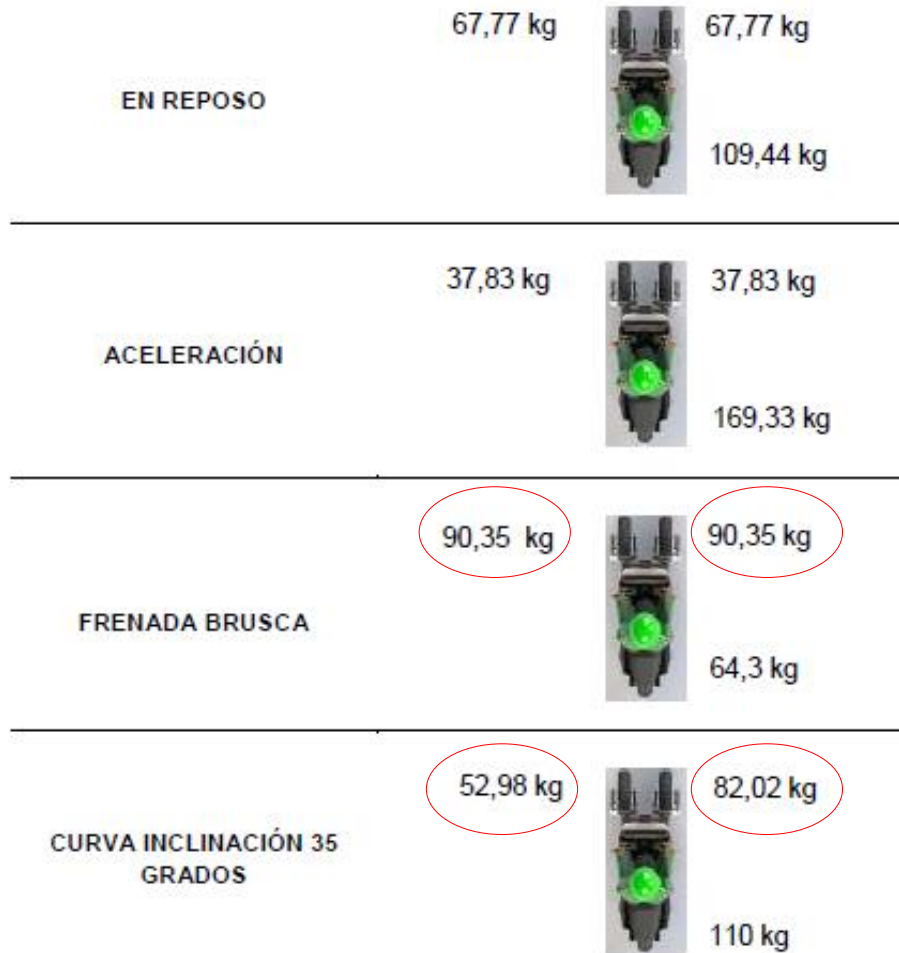 67,77 kg 67,77 kg
EN REPOSO
109,44 kg
37,83 kg 37,83 kg
ACELERACIÓN
169,33 kg
90,35 kg 90,35 kg
FRENADA BRUSCA
64,3 kg
52,98 kg 82,02 kg
CURVA INCLINACIÓN 35
GRADOS
110 kg